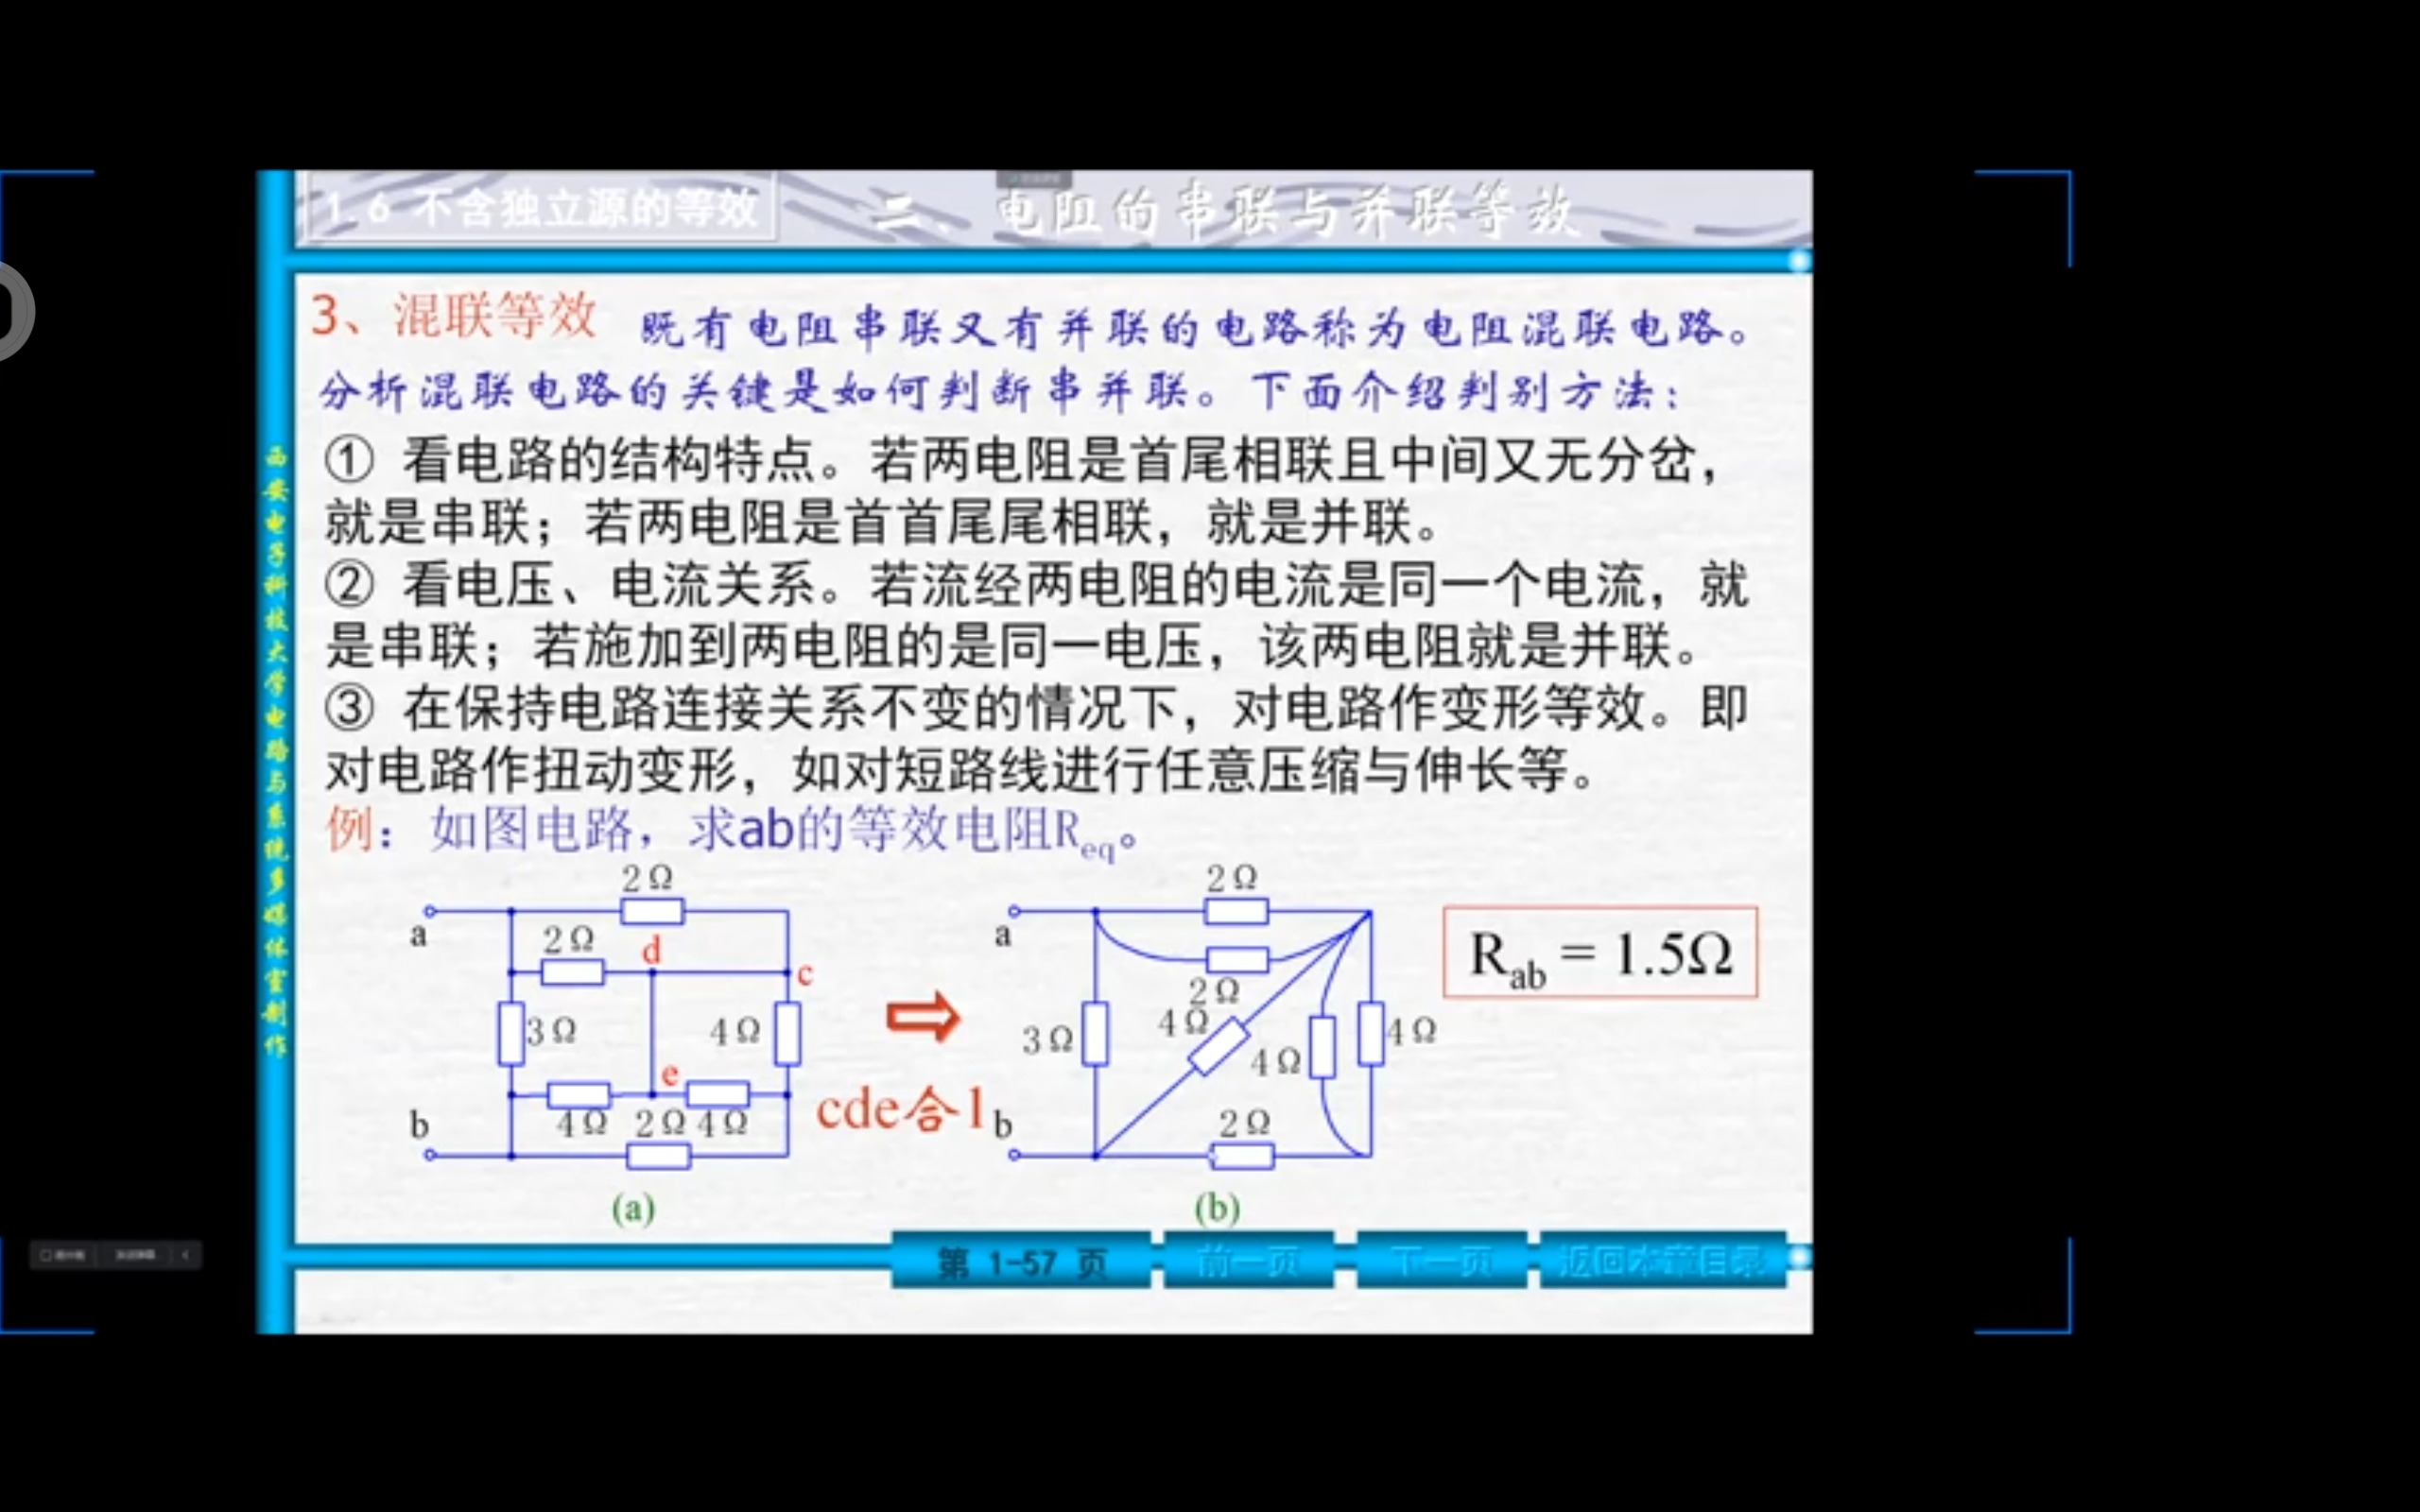 1.6 不含独立源的等效
二、电阻的串联与并联等效
3、混联等效 既有电阻串联又有并联的电路称为电阻混联电路。
分析混联电路的关键是如何判断串并联。下面介绍判别方法：
① 看电路的结构特点。若两电阻是首尾相联且中间又无分岔，
就是串联；若两电阻是首首尾尾相联，就是并联。
② 看电压、电流关系。若流经两电阻的电流是同一个电流，就
是串联；若施加到两电阻的是同一电压，该两电阻就是并联。
③ 在保持电路连接关系不变的情况下，对电路作变形等效。即
对电路作扭动变形，如对短路线进行任意压缩与伸长等。
例：如图电路，求ab的等效电阻Req。
2Ω
a
2Ω
d
c
3Ω
4Ω
e
4Ω
2Ω
4Ω
b
(a)
cde合1
2Ω
a
2Ω
4Ω
3Ω
4Ω
4Ω
2Ω
b
(b)
Rab = 1.5Ω
西安电子科技大学电路与系统多媒体室制作
第 1-57 页
前一页
下一页
返回本章目录